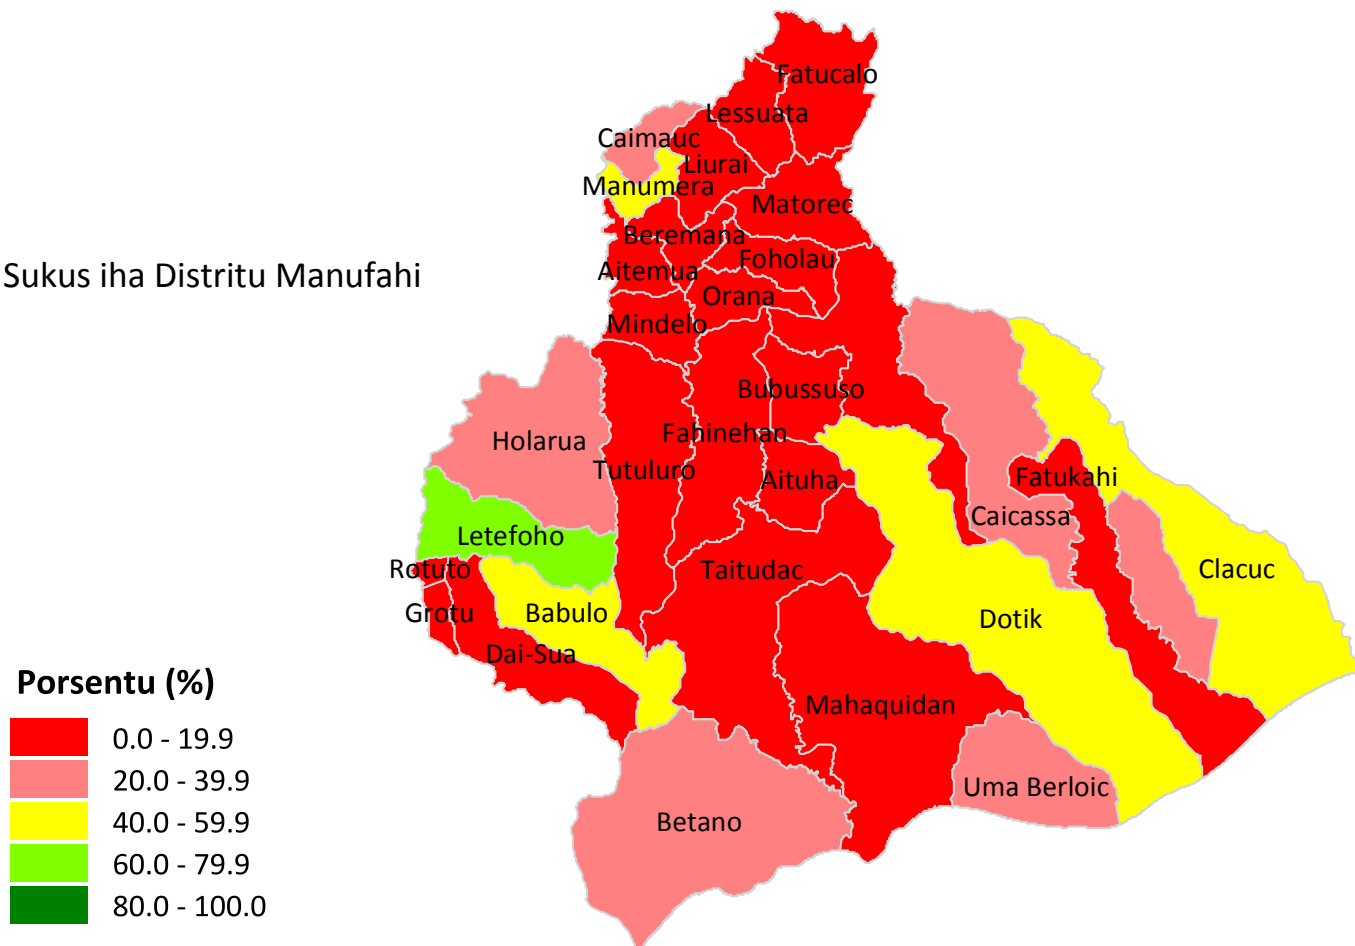 Fatucalo
Lessuata
Caimauc
Liurai
Manumera
Matorec
Beremana
Foholau
Aitemua
Sukus iha Distritu Manufahi
Orana
Mindelo
Bubussuso
Fahinehan
Holarua
Tutuluro
Aituha
Fatukahi
Caicassa
Letefoho
Rotuto
Taitudac
Clacuc
Grotu
Babulo
Dotik
Dai-Sua
Porsentu (%)
Mahaquidan
0.0 - 19.9
20.0 - 39.9
Uma Berloic
40.0 - 59.9
Betano
60.0 - 79.9
80.0 - 100.0